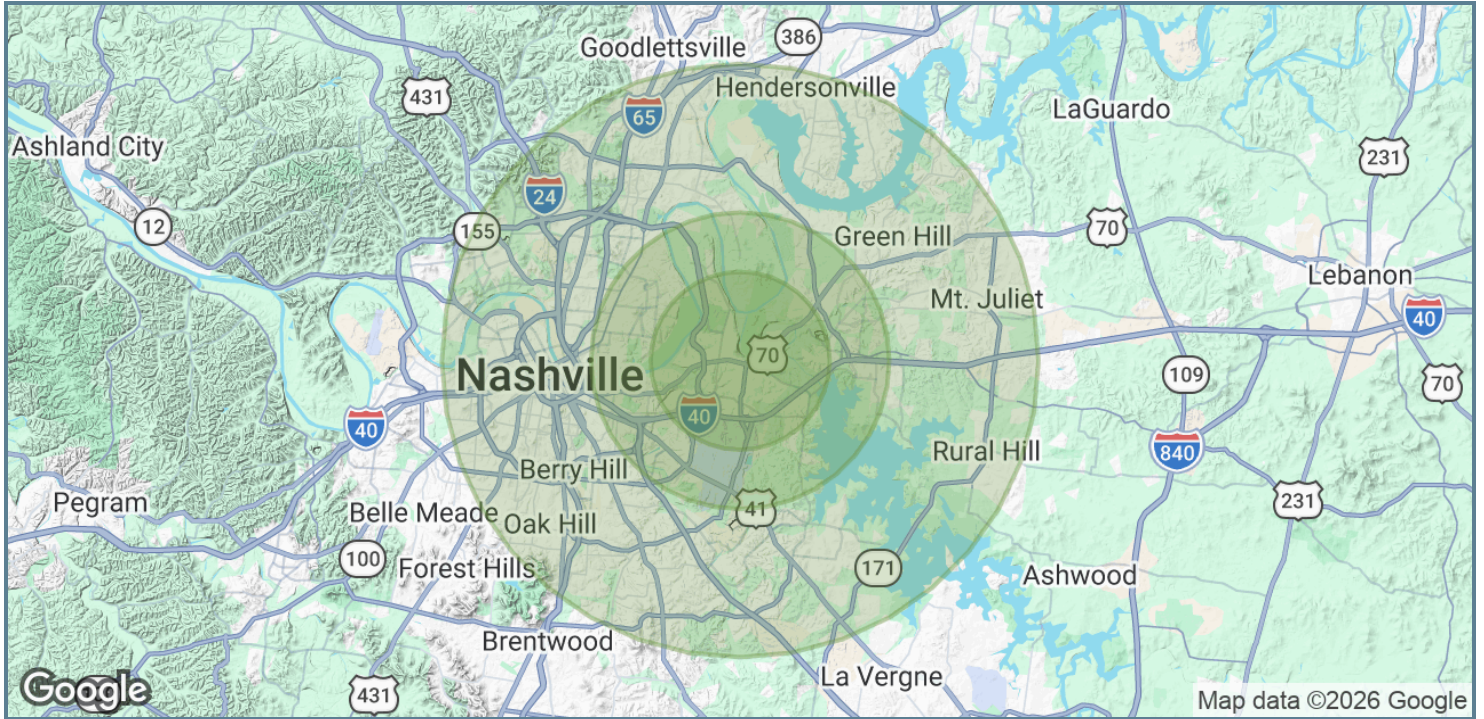 Goodlettsville
386
Hendersonville
431
65
LaGuardo
Ashland City
231
24
12
155
70
Green Hill
Lebanon
Mt. Juliet
40
70
Nashville
109
70
40
40
Rural Hill
840
Berry Hill
Pegram
231
41
Belle Meade
Oak Hill
100
171
Forest Hills
Ashwood
Brentwood
La Vergne
Google
431
Map data ©2026 Google